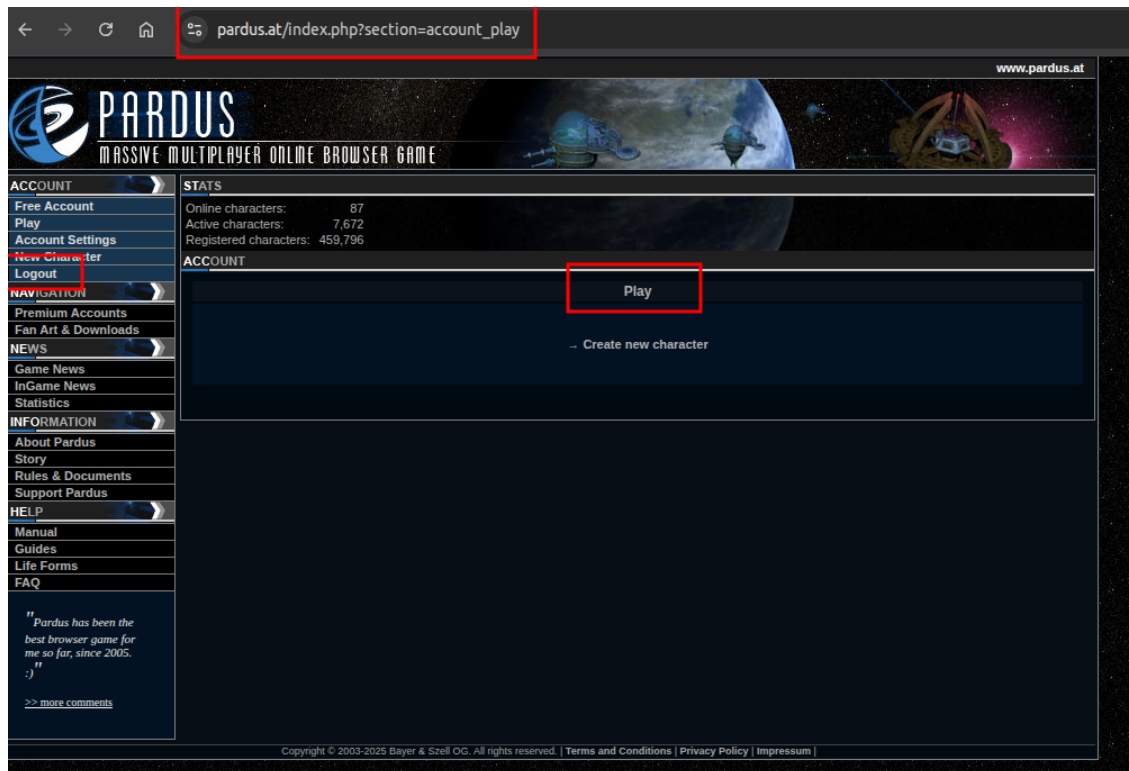 pardus.at/index.php?section=account_play
www.pardus.at
PARDUS
MASSIVE MULTIPLAYER ONLINE BROWSER GAME
ACCOUNT
Free Account
Play
Account Settings
New Character
Logout
NAVIGATION
Premium Accounts
Fan Art & Downloads
NEWS
Game News
InGame News
Statistics
INFORMATION
About Pardus
Story
Rules & Documents
Support Pardus
HELP
Manual
Guides
Life Forms
FAQ
"Pardus has been the
best browser game for
me so far, since 2005.
:)"
>> more comments
STATS
Online characters: 87
Active characters: 7,672
Registered characters: 459,796
ACCOUNT
Play
→ Create new character
Copyright © 2003-2025 Bayer & Szell OG. All rights reserved. | Terms and Conditions | Privacy Policy | Impressum |